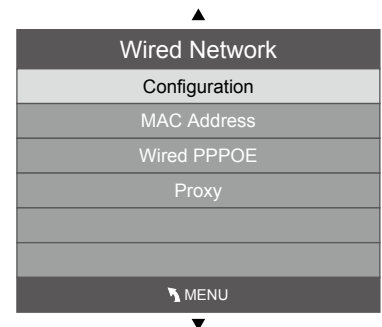 Wired Network
Configuration
MAC Address
Wired PPPOE
Proxy
MENU